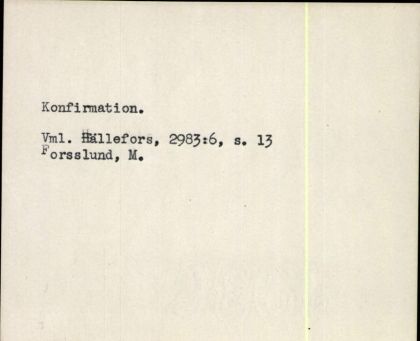 Konfirmation.
Vml. Hällefors, 2983:6, s. 13
Forsslund, M.